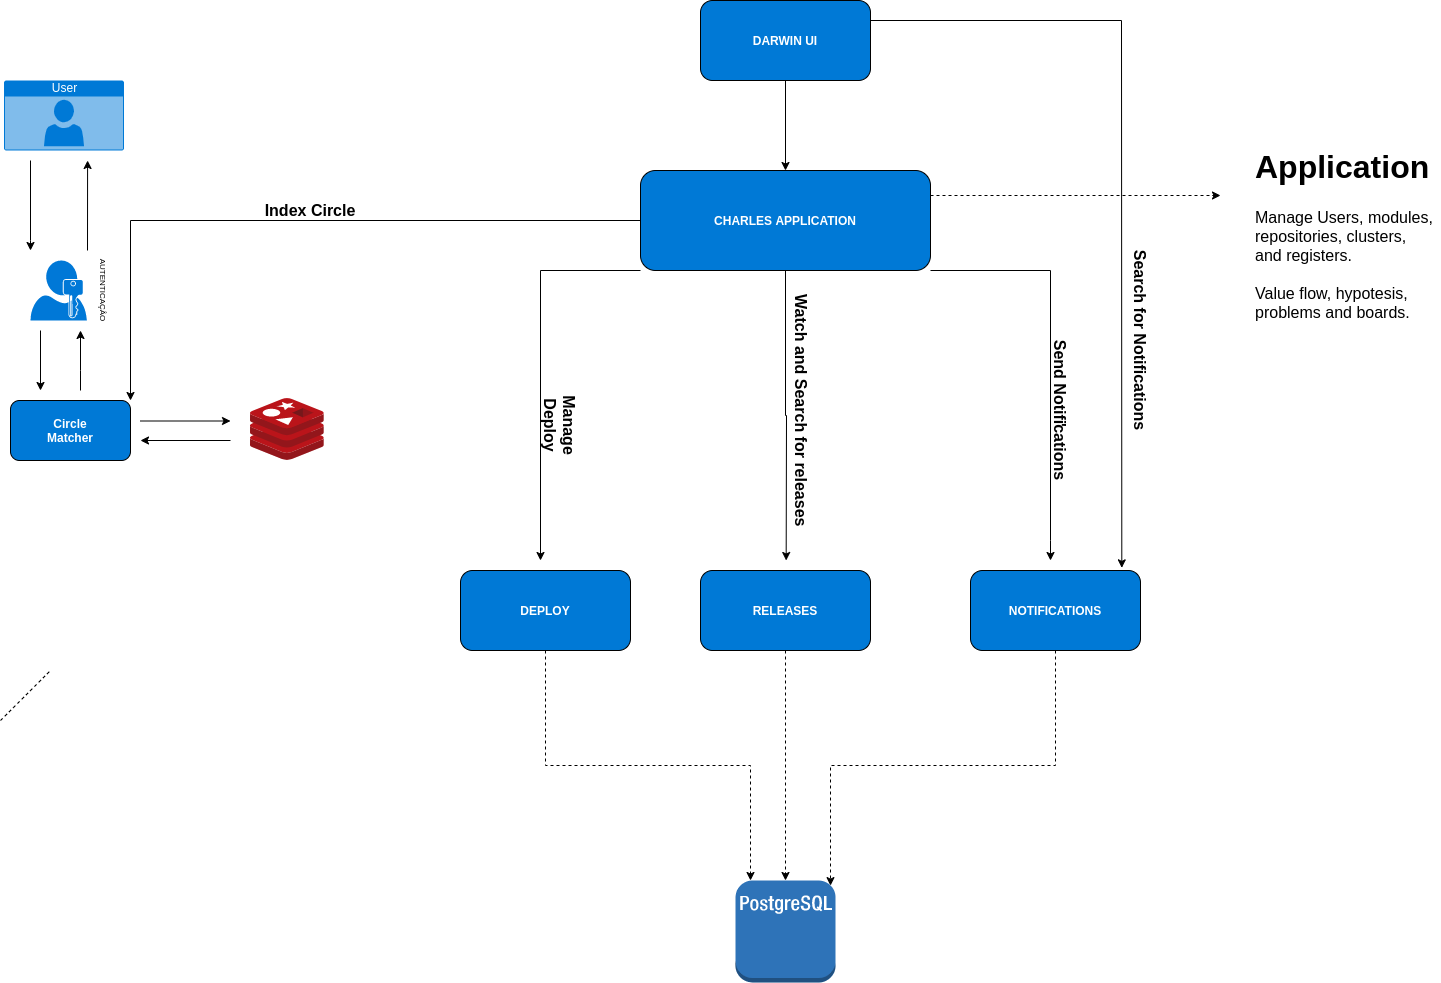 DARWIN UI
User
Application
CHARLES APPLICATION
Index Circle
Manage Users, modules,
repositories, clusters,
and registers.
Value flow, hypotesis,
problems and boards.
AUTENTICAÇÃO
Circle
Matcher
Manage
Deploy
Watch and Search for releases
Send Notifications
Search for Notifications
DEPLOY
RELEASES
NOTIFICATIONS
PostgreSQL